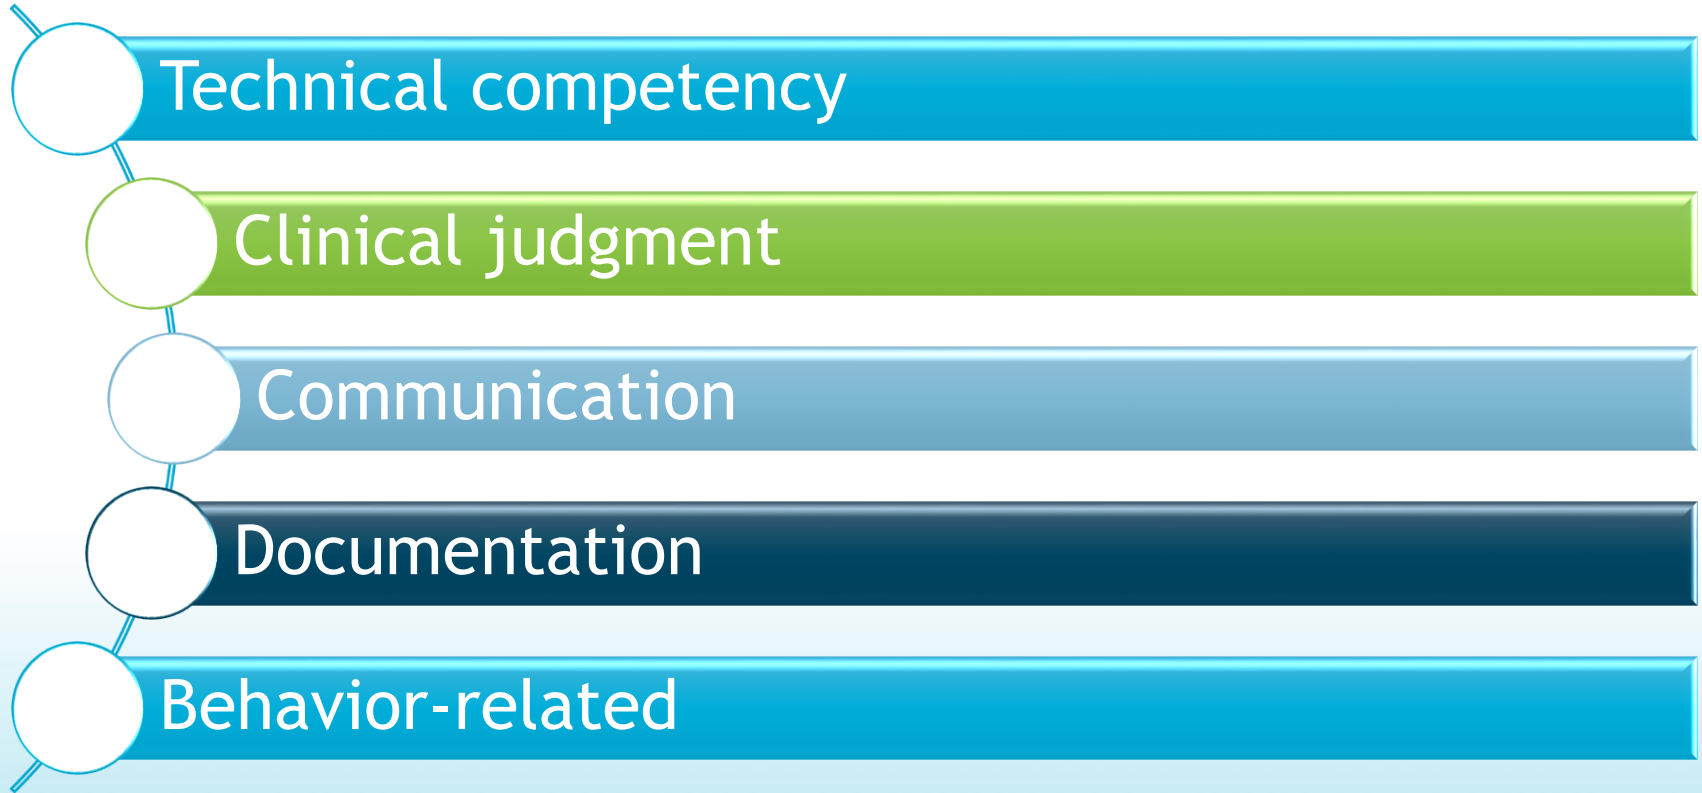 Technical competency
Clinical judgment
Communication
Documentation
Behavior-related